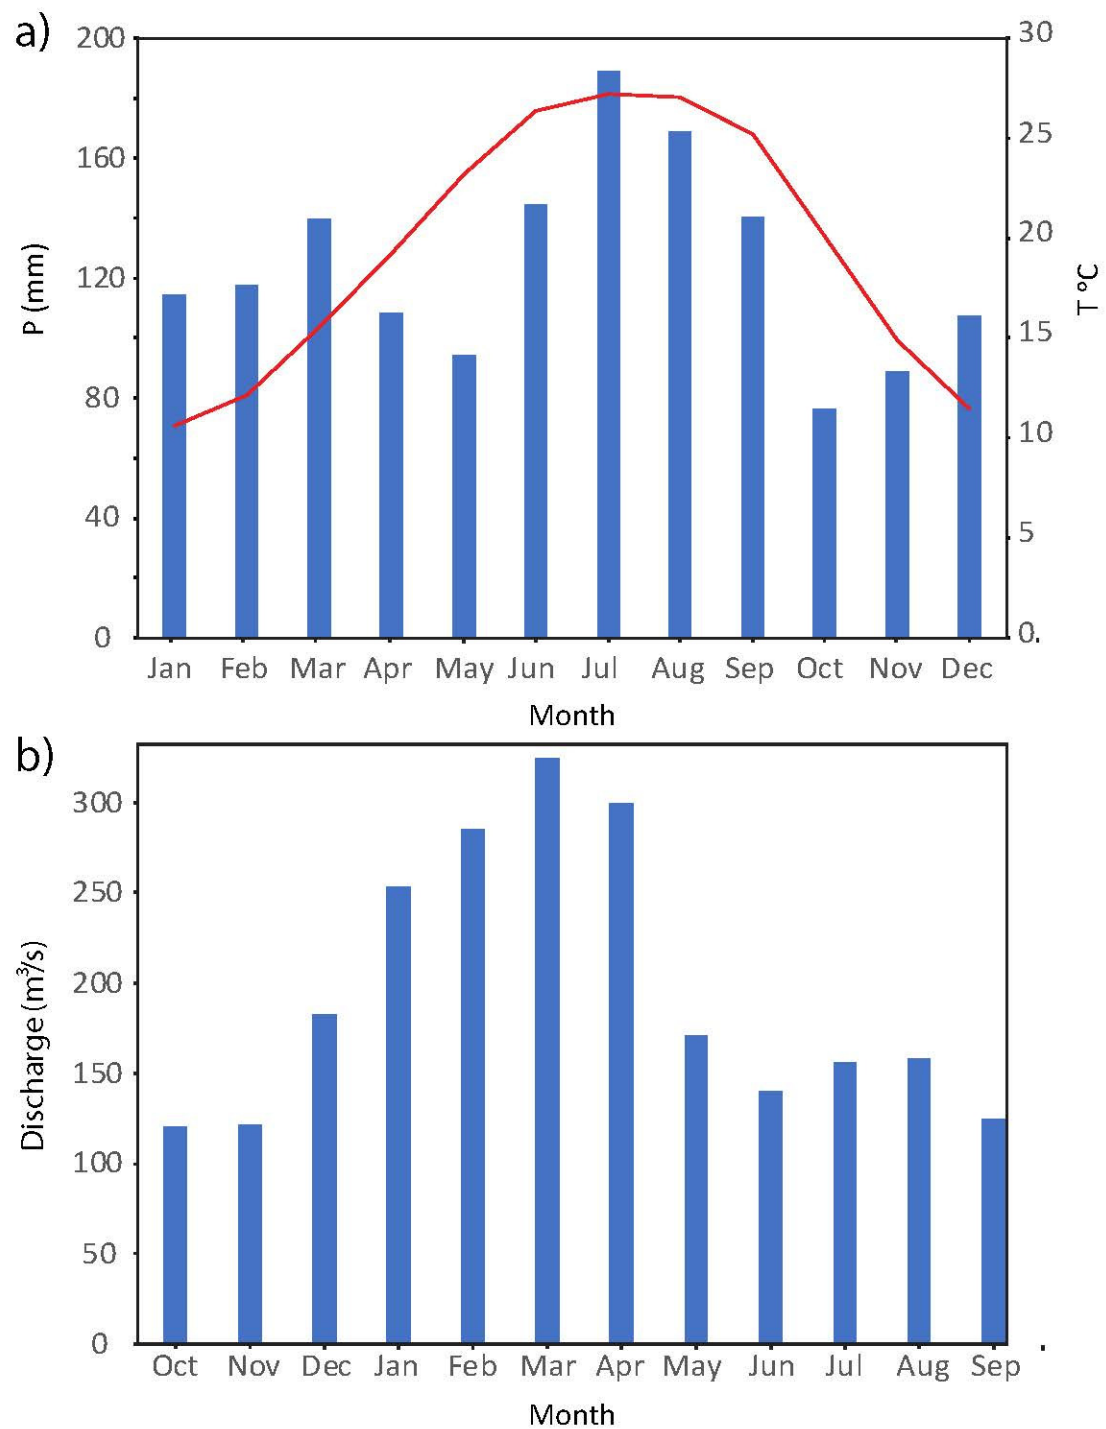 a)
200
160
120
80
40
0
P (mm)
30
25
20
15
10
5
0.
T °C
Jan Feb Mar Apr May Jun Jul Aug Sep Oct Nov Dec
Month
b)
300
250
200
150
100
50
0
Discharge (m³/s)
Oct Nov Dec Jan Feb Mar Apr May Jun Jul Aug Sep
Month